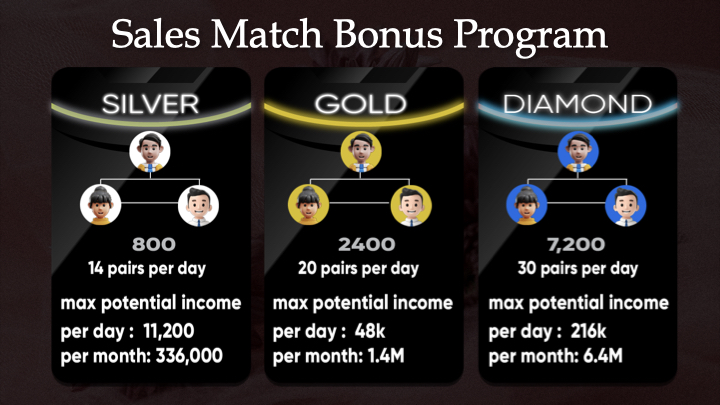 Sales Match Bonus Program
SILVER
800
14 pairs per day
max potential income
per day : 11,200
per month: 336,000
GOLD
2400
20 pairs per day
max potential income
per day : 48k
per month: 1.4M
DIAMOND
7,200
30 pairs per day
max potential income
per day : 216k
per month: 6.4M